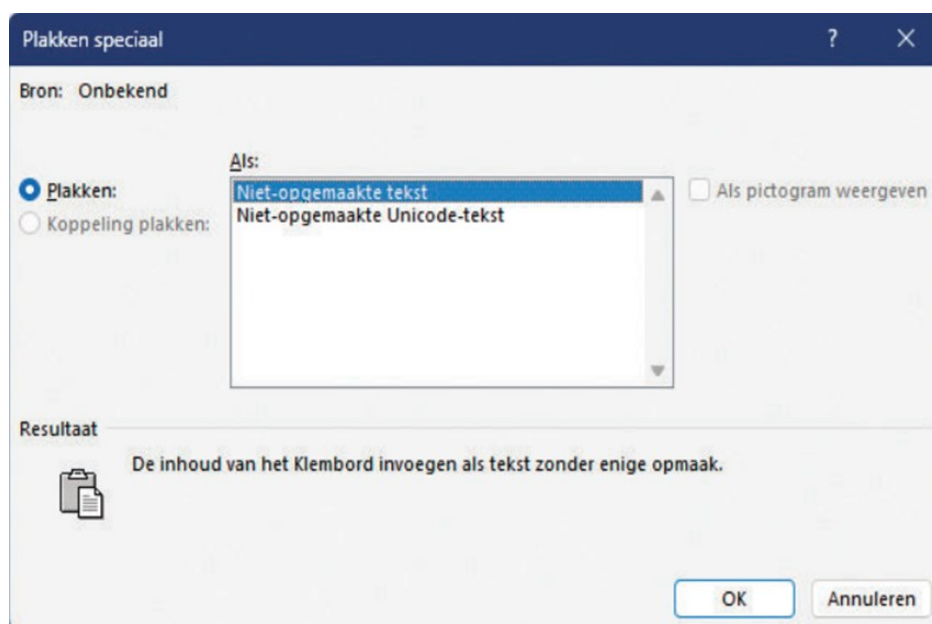 Plakken speciaal ?
Bron: Onbekend
Als:
Plakken:
Niet-opgemaakte tekst
Als pictogram weergeven
Koppeling plakken:
Niet-opgemaakte Unicode-tekst
Resultaat
De inhoud van het Klembord invoegen als tekst zonder enige opmaak.
OK
Annuleren